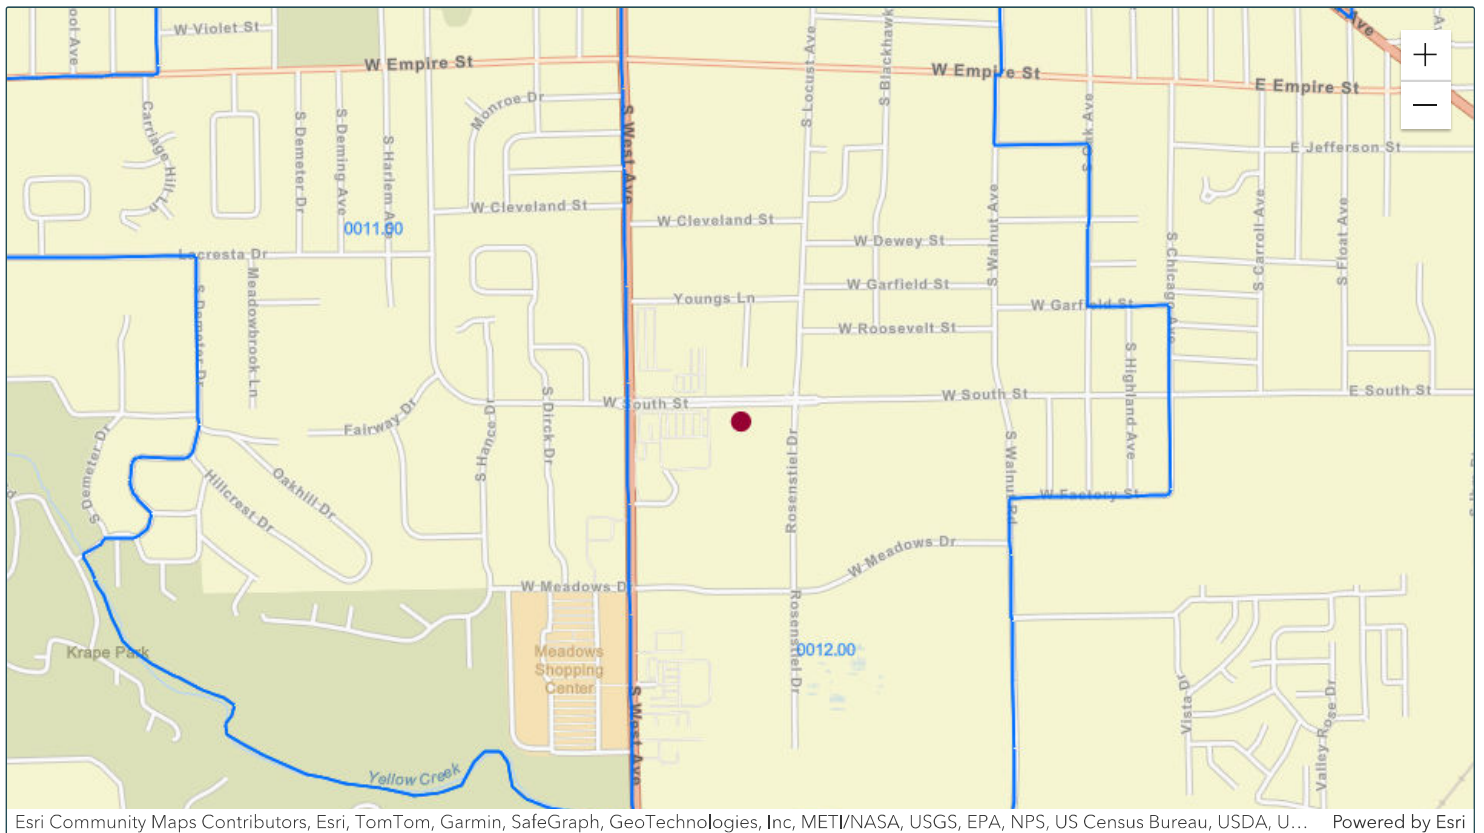 W Violet St
ool Ave
W Empire St
W Empire St
E Empire St
Ave
+
−
Carriage Hill Ln
S Demeter Dr
S Deming Ave
S Harlem Ave
Monroe Dr
S West Ave
S Locust Ave
S Blackhawk
S Oak Ave
E Jefferson St
W Cleveland St
W Cleveland St
W Dewey St
S Walnut Ave
S Chicago Ave
S Carroll Ave
S Float Ave
0011.00
Lacresta Dr
S Demeter Dr
Meadowbrook Ln
Youngs Ln
W Garfield St
W Garfield St
W Roosevelt St
S Highland Ave
W South St
W South St
E South St
Fairway Dr
S Hance Dr
S Dirck Dr
Rosenstiel Dr
S Walnut Rd
S Demeter Dr
Hillcrest Dr
Oakhill Dr
W Factory St
W Meadows Dr
W Meadows D
Rosenstiel Dr
0012.00
Krape Park
Meadows
Shopping
Center
S West Ave
Vista Dr
Valley Rose Dr
Yellow Creek
Esri Community Maps Contributors, Esri, TomTom, Garmin, SafeGraph, GeoTechnologies, Inc, METI/NASA, USGS, EPA, NPS, US Census Bureau, USDA, U... Powered by Esri